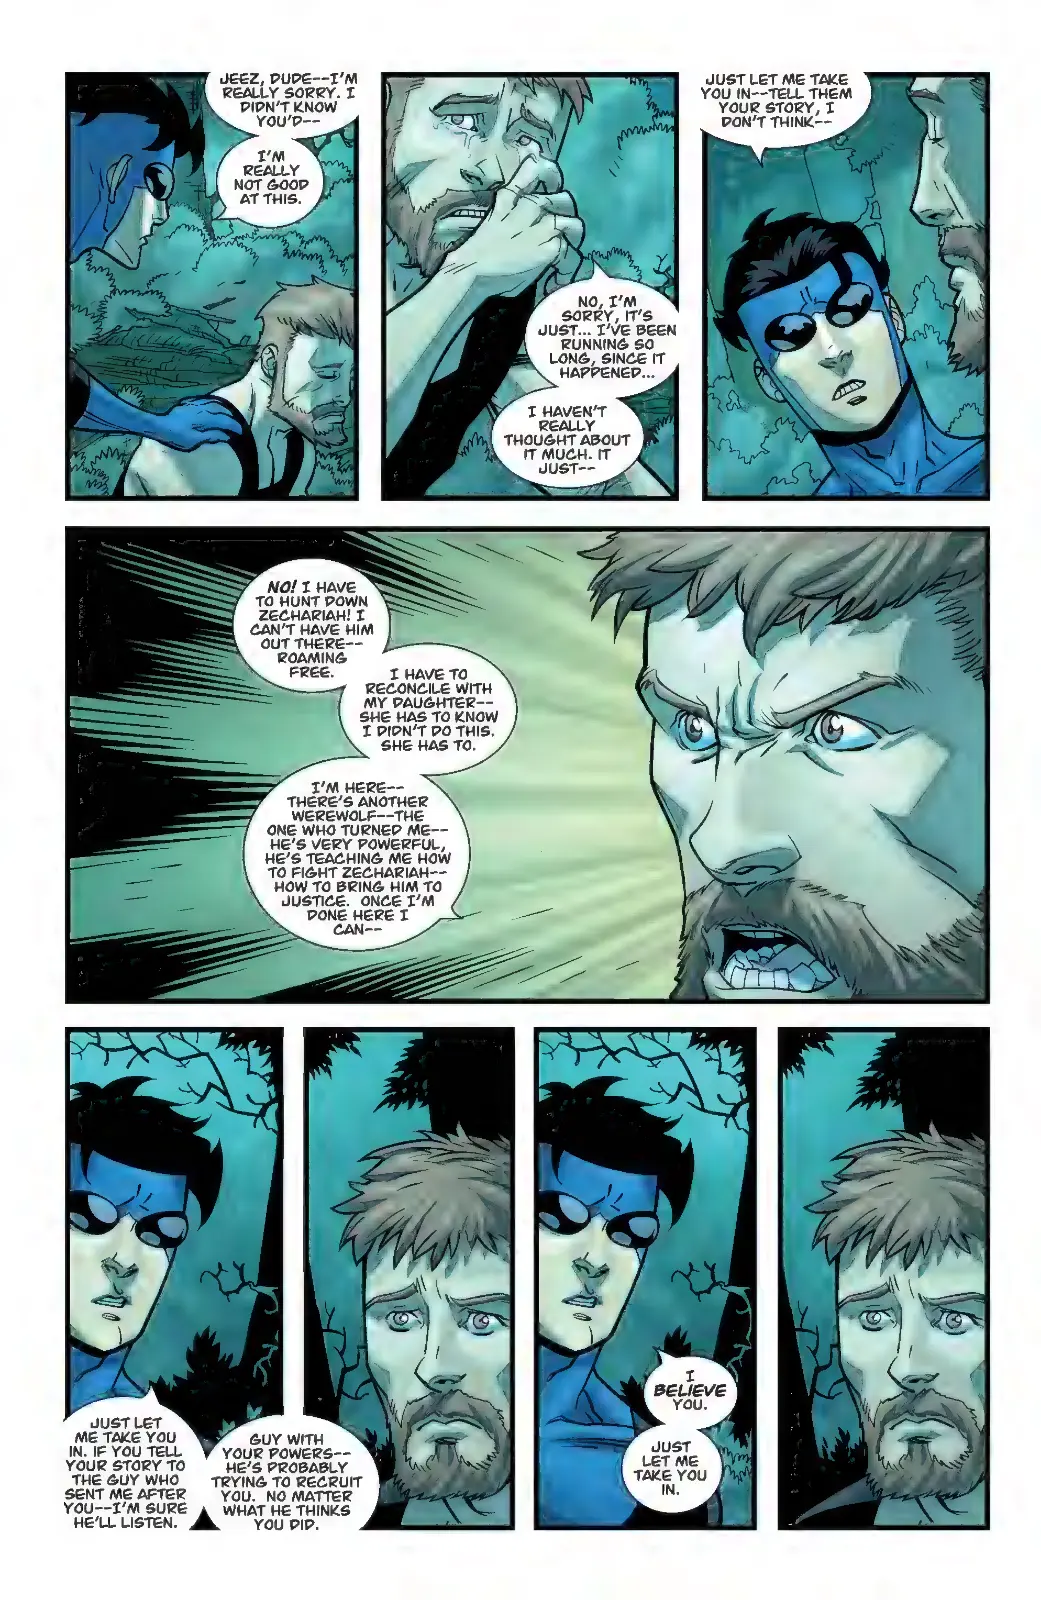 JEEZ, DUDE--I'M
REALLY SORRY. I
DIDN'T KNOW
YOU'D--
I'M
REALLY
NOT GOOD
AT THIS.
NO, I'M
SORRY, IT'S
JUST... I'VE BEEN
RUNNING SO
LONG, SINCE IT
HAPPENED...
I HAVEN'T
REALLY
THOUGHT ABOUT
IT MUCH. IT
JUST--
JUST LET ME TAKE
YOU IN--TELL THEM
YOUR STORY, I
DON'T THINK--
NO! I HAVE
TO HUNT DOWN
ZECHARIAH! I
CAN'T HAVE HIM
OUT THERE--
ROAMING
FREE.
I HAVE TO
RECONCILE WITH
MY DAUGHTER--
SHE HAS TO KNOW
I DIDN'T DO THIS.
SHE HAS TO.
I'M HERE--
THERE'S ANOTHER
WEREWOLF--THE
ONE WHO TURNED ME--
HE'S VERY POWERFUL,
HE'S TEACHING ME HOW
TO FIGHT ZECHARIAH--
HOW TO BRING HIM TO
JUSTICE. ONCE I'M
DONE HERE I
CAN--
JUST LET
ME TAKE YOU
IN. IF YOU TELL
YOUR STORY TO
THE GUY WHO
SENT ME AFTER
YOU--I'M SURE
HE'LL LISTEN.
GUY WITH
YOUR POWERS--
HE'S PROBABLY
TRYING TO RECRUIT
YOU. NO MATTER
WHAT HE THINKS
YOU DID.
I
BELIEVE
YOU.
JUST
LET ME
TAKE YOU
IN.